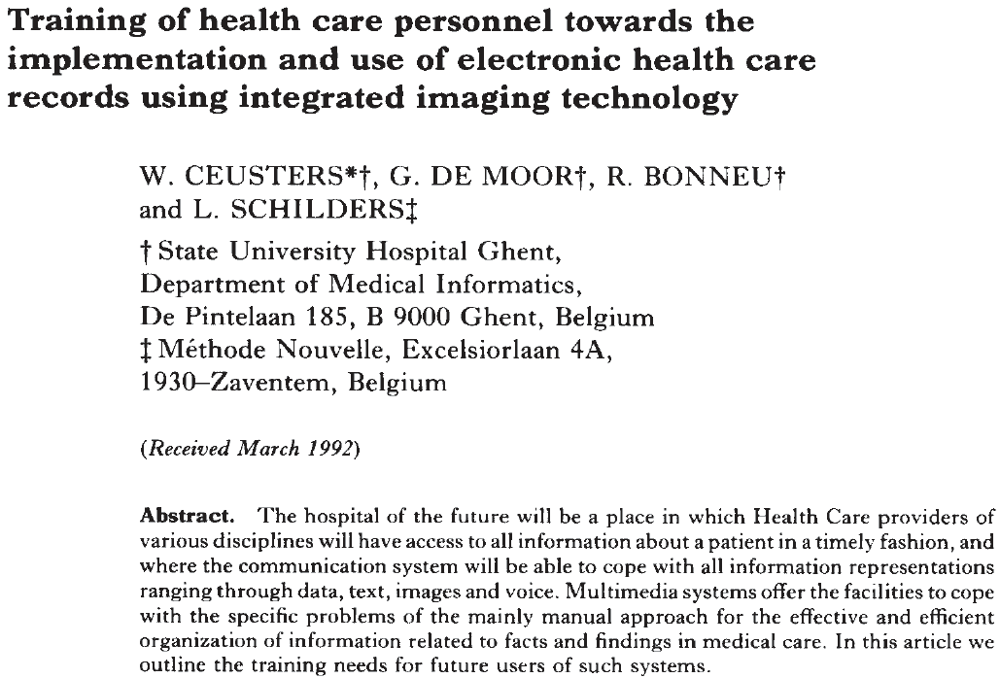 Training of health care personnel towards the
implementation and use of electronic health care
records using integrated imaging technology
W. CEUSTERS*†, G. DE MOOR†, R. BONNEU†
and L. SCHILDERS‡
† State University Hospital Ghent,
Department of Medical Informatics,
De Pintelaan 185, B 9000 Ghent, Belgium
‡ Méthode Nouvelle, Excelsiorlaan 4A,
1930–Zaventem, Belgium
(Received March 1992)
Abstract. The hospital of the future will be a place in which Health Care providers of
various disciplines will have access to all information about a patient in a timely fashion, and
where the communication system will be able to cope with all information representations
ranging through data, text, images and voice. Multimedia systems offer the facilities to cope
with the specific problems of the mainly manual approach for the effective and efficient
organization of information related to facts and findings in medical care. In this article we
outline the training needs for future users of such systems.